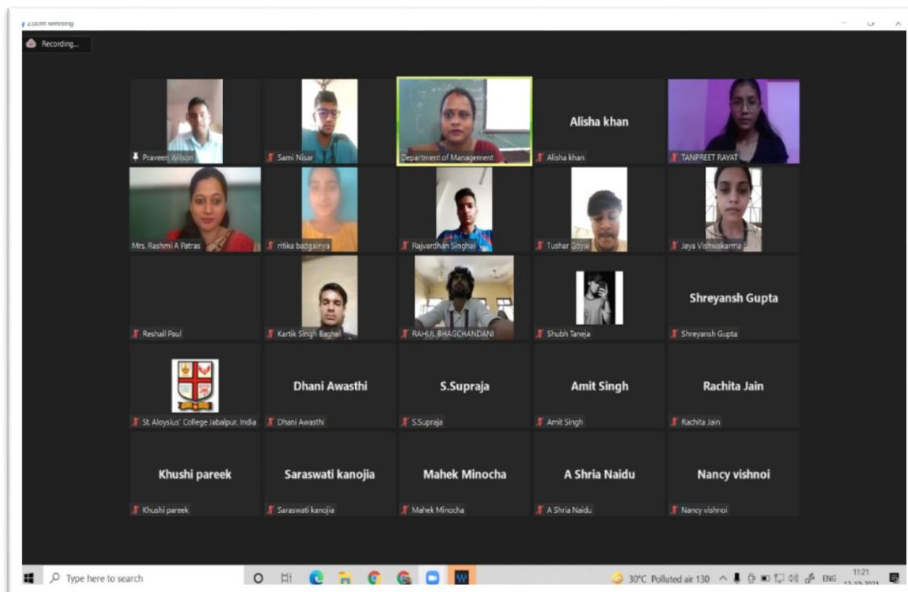 Zoom Meeting
Recording...
Praveen Wilson
Sami Nisar
Department of Management
Alisha khan
Alisha khan
TANPREET RAYAT
Mrs. Rashmi A Patras
ritika badgainya
Rajvardhan Singhai
Tushar Goyal
Jaya Vishwakarma
Reshail Paul
Kartik Singh Baghel
RAHUL BHAGCHANDANI
Shubh Taneja
Shreyansh Gupta
Shreyansh Gupta
St. Aloysius' College Jabalpur, India
Dhani Awasthi
Dhani Awasthi
S.Supraja
S.Supraja
Amit Singh
Amit Singh
Rachita Jain
Rachita Jain
Khushi pareek
Khushi pareek
Saraswati kanojia
Saraswati kanojia
Mahek Minocha
Mahek Minocha
A Shria Naidu
A Shria Naidu
Nancy vishnoi
Nancy vishnoi
Type here to search
30°C Polluted air 130
ENG
11:21